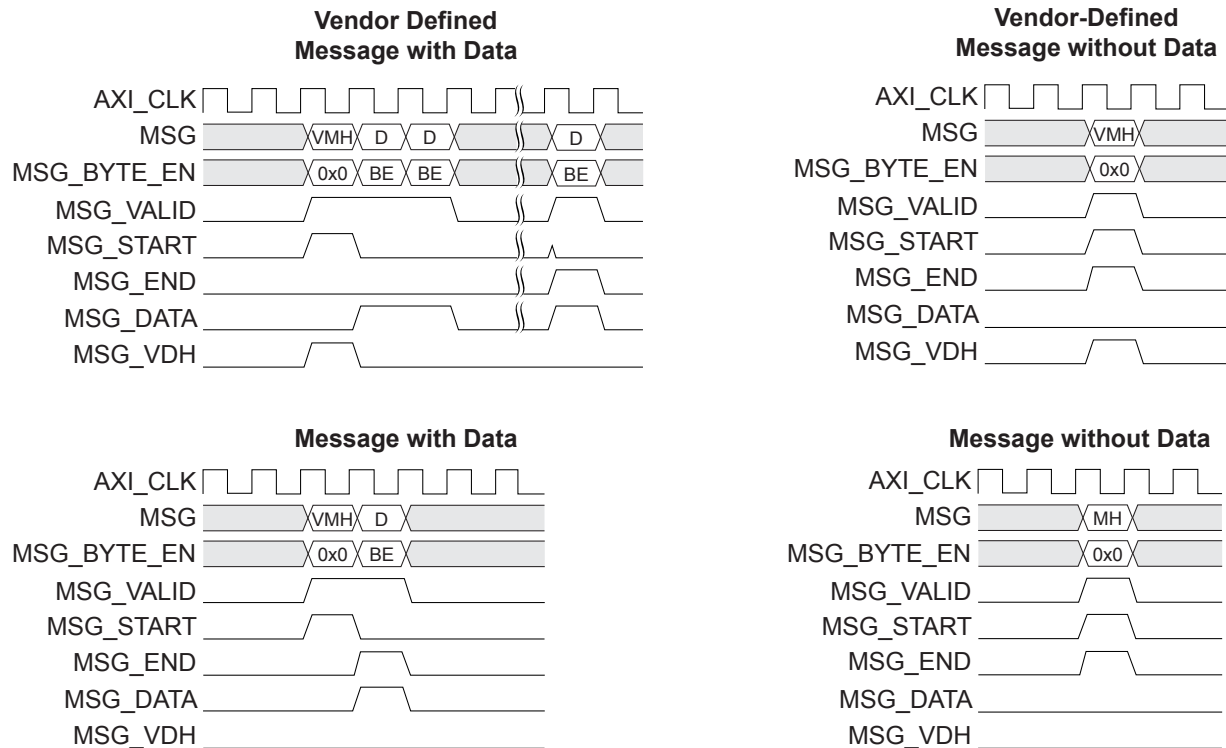 Vendor Defined
Message with Data
AXI_CLK
MSG VMH D D D
MSG_BYTE_EN 0x0 BE BE BE
MSG_VALID
MSG_START
MSG_END
MSG_DATA
MSG_VDH
Vendor-Defined
Message without Data
AXI_CLK
MSG VMH
MSG_BYTE_EN 0x0
MSG_VALID
MSG_START
MSG_END
MSG_DATA
MSG_VDH
Message with Data
AXI_CLK
MSG VMH D
MSG_BYTE_EN 0x0 BE
MSG_VALID
MSG_START
MSG_END
MSG_DATA
MSG_VDH
Message without Data
AXI_CLK
MSG MH
MSG_BYTE_EN 0x0
MSG_VALID
MSG_START
MSG_END
MSG_DATA
MSG_VDH